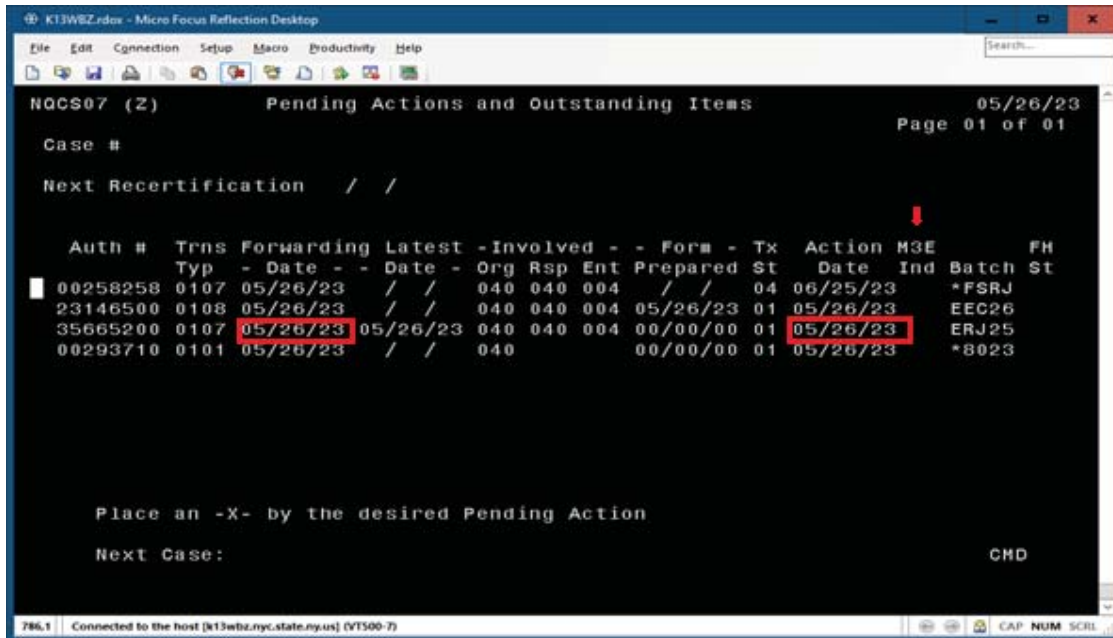 K13WBZ.rdox - Micro Focus Reflection Desktop
File Edit Connection Setup Macro Productivity Help
Search...
NQCS07 (Z) Pending Actions and Outstanding Items 05/26/23
Page 01 of 01
Case #
Next Recertification / /
Auth # Trns Forwarding Latest -Involved - - Form - Tx Action M3E FH
Typ - Date - - Date - Org Rsp Ent Prepared St Date Ind Batch St
00258258 0107 05/26/23 / / 040 040 004 / / 04 06/25/23 *FSRJ
23146500 0108 05/26/23 / / 040 040 004 05/26/23 01 05/26/23 EEC26
35665200 0107 05/26/23 05/26/23 040 040 004 00/00/00 01 05/26/23 ERJ25
00293710 0101 05/26/23 / / 040 00/00/00 01 05/26/23 *8023
Place an -X- by the desired Pending Action
Next Case: CMD
786,1 Connected to the host [k13wbz.nyc.state.ny.us] (VT500-7) CAP NUM SCRL